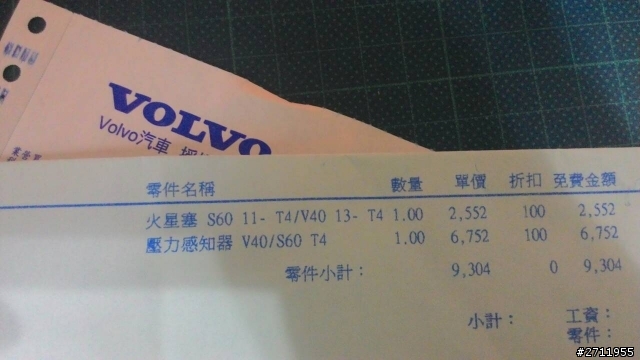 VOLVO
Volvo汽車
零件名稱 數量 單價 折扣 免費金額
火星塞 S60 11- T4/V40 13- T4 1.00 2,552 100 2,552
壓力感知器 V40/S60 T4 1.00 6,752 100 6,752
零件小計： 9,304 0 9,304
小計： 工資：
零件：
#2711955